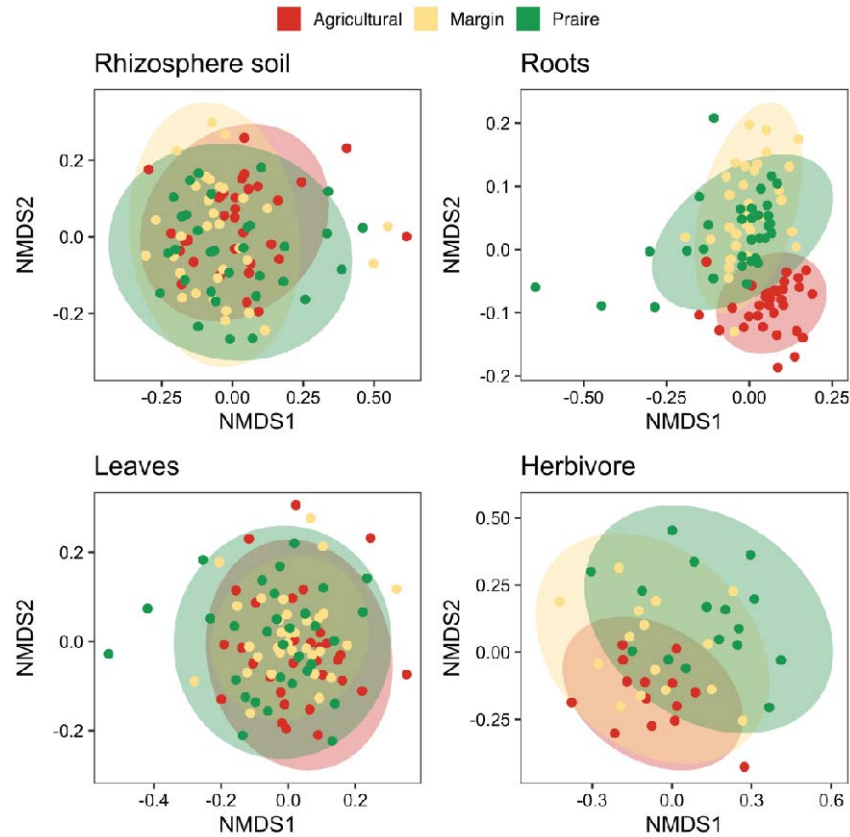 Agricultural Margin Praire
Rhizosphere soil
NMDS2
0.2
0.0
-0.2
-0.25 0.00 0.25 0.50
NMDS1
Roots
NMDS2
0.2
0.1
0.0
-0.1
-0.2
-0.50 -0.25 0.00 0.25
NMDS1
Leaves
NMDS2
0.2
0.0
-0.2
-0.4 -0.2 0.0 0.2
NMDS1
Herbivore
NMDS2
0.50
0.25
0.00
-0.25
-0.3 0.0 0.3 0.6
NMDS1